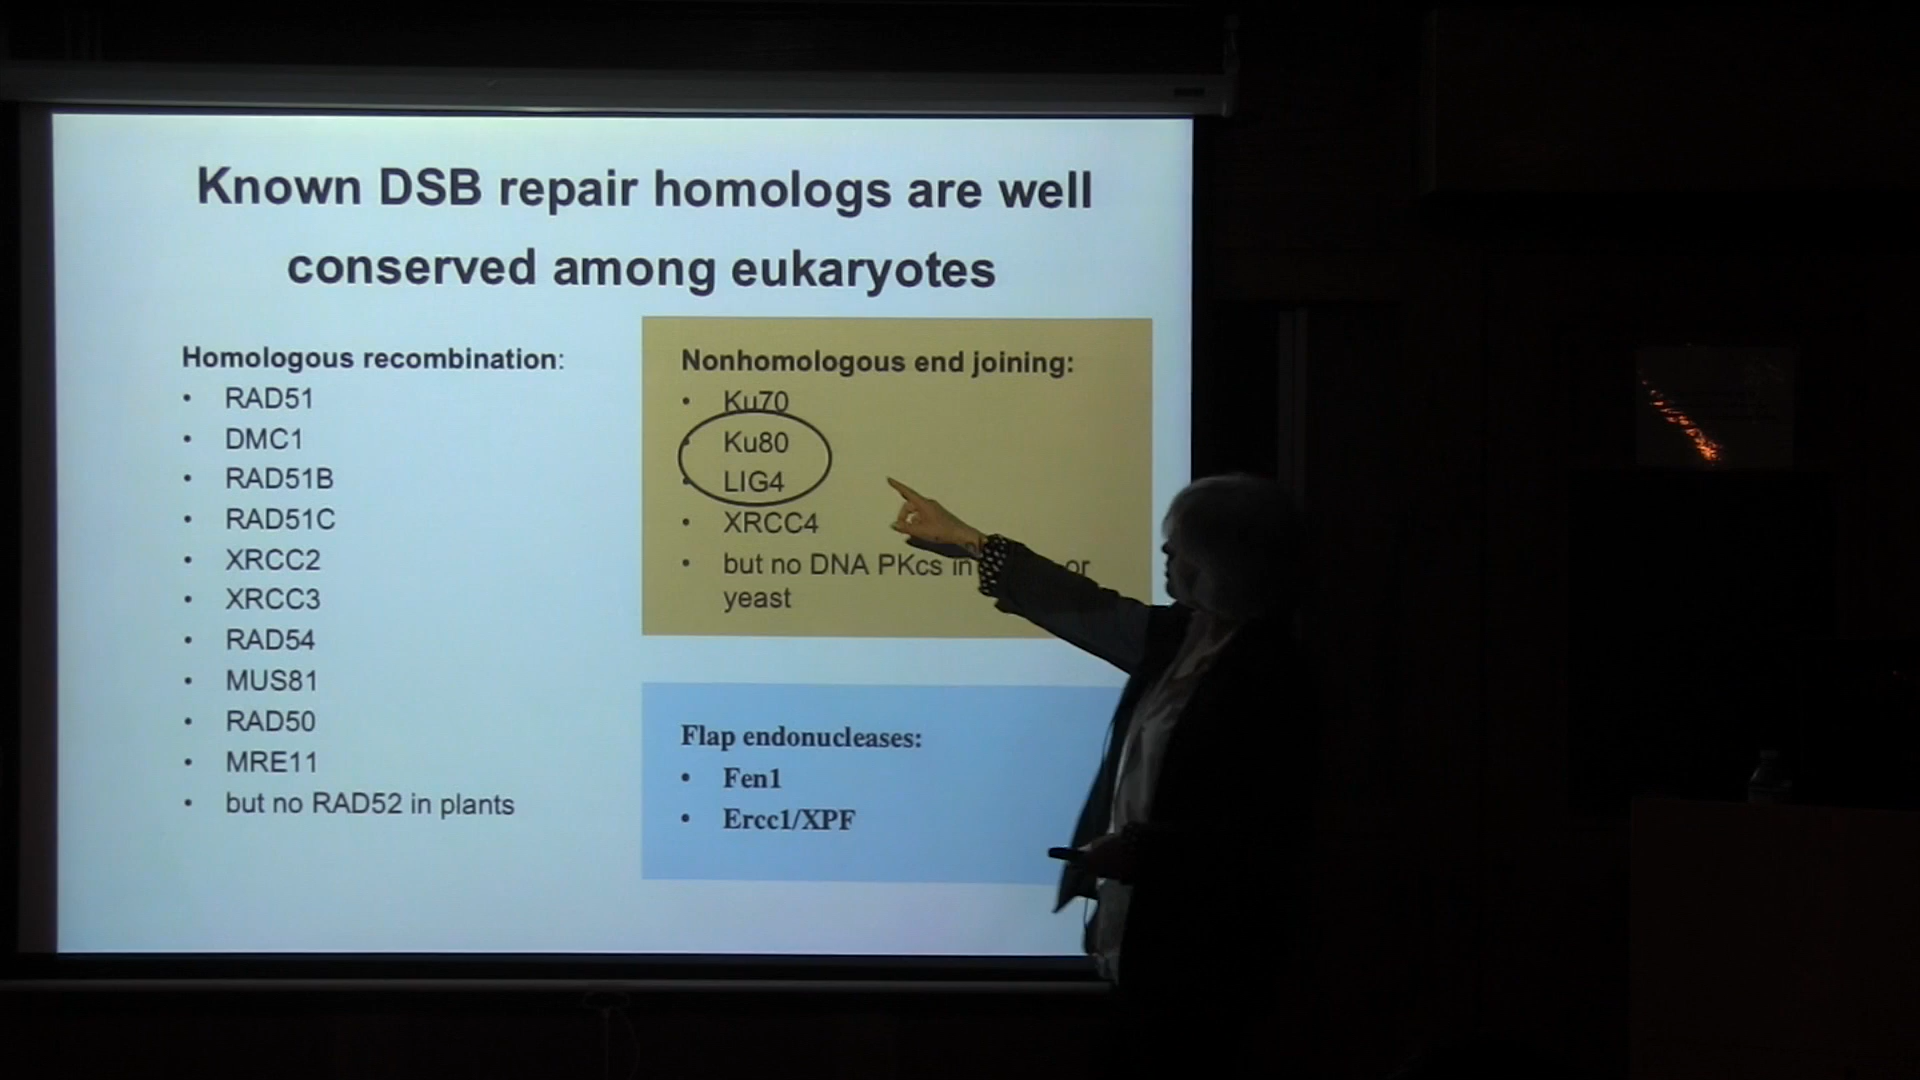 Known DSB repair homologs are well
conserved among eukaryotes
Homologous recombination:
• RAD51
• DMC1
• RAD51B
• RAD51C
• XRCC2
• XRCC3
• RAD54
• MUS81
• RAD50
• MRE11
• but no RAD52 in plants
Nonhomologous end joining:
• Ku70
• Ku80
• LIG4
• XRCC4
• but no DNA PKcs in or
yeast
Flap endonucleases:
• Fen1
• Ercc1/XPF